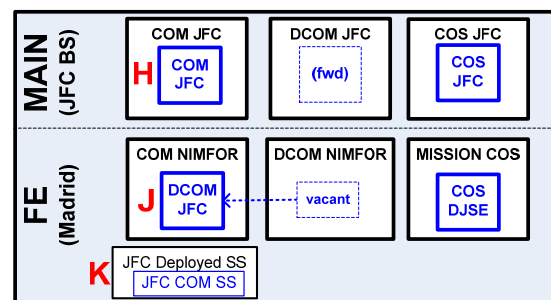 MAIN
(JFC BS)
COM JFC
DCOM JFC
COS JFC
H
COM
JFC
(fwd)
COS
JFC
FE
(Madrid)
COM NIMFOR
DCOM NIMFOR
MISSION COS
J
DCOM
JFC
vacant
COS
DJSE
K
JFC Deployed SS
JFC COM SS